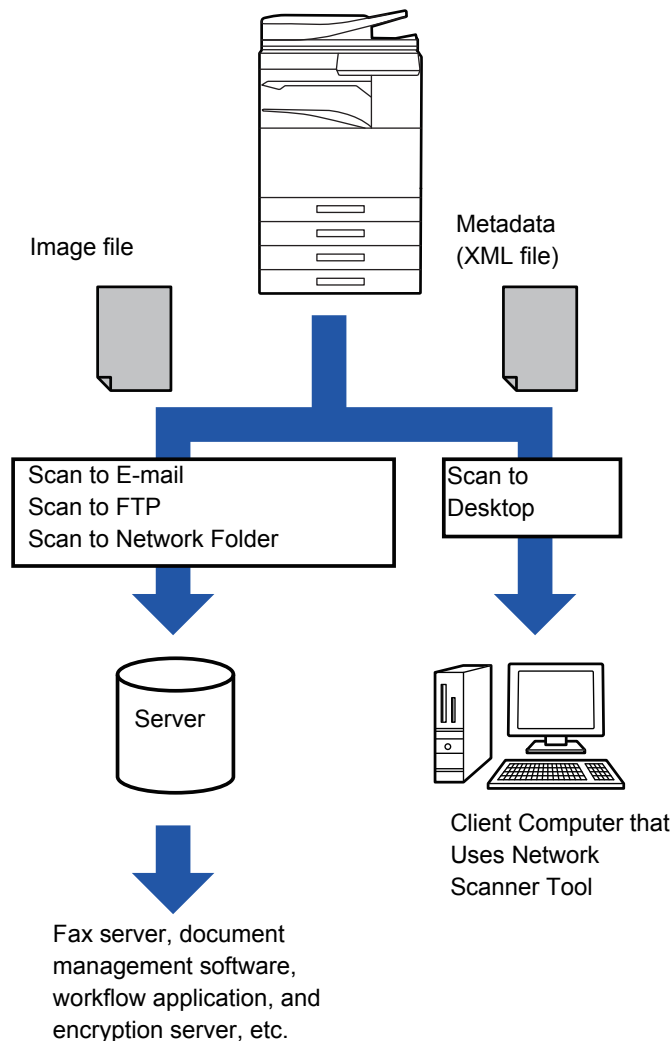 Image file
Metadata
(XML file)
Scan to E-mail
Scan to FTP
Scan to Network Folder
Scan to
Desktop
Server
Client Computer that
Uses Network
Scanner Tool
Fax server, document
management software,
workflow application, and
encryption server, etc.